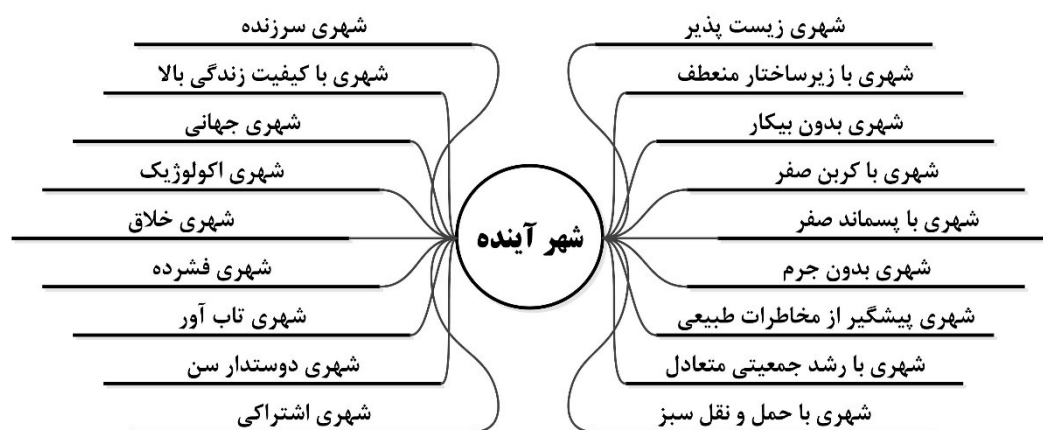 شهر آینده
شهری زیست پذیر
شهری با زیرساختار منعطف
شهری بدون بیکار
شهری با کربن صفر
شهری با پسماند صفر
شهری بدون جرم
شهری پیشگیر از مخاطرات طبیعی
شهری با رشد جمعیتی متعادل
شهری با حمل و نقل سبز
شهری سرزنده
شهری با کیفیت زندگی بالا
شهری جهانی
شهری اکولوژیک
شهری خلاق
شهری فشرده
شهری تاب آور
شهری دوستدار سن
شهری اشتراکی